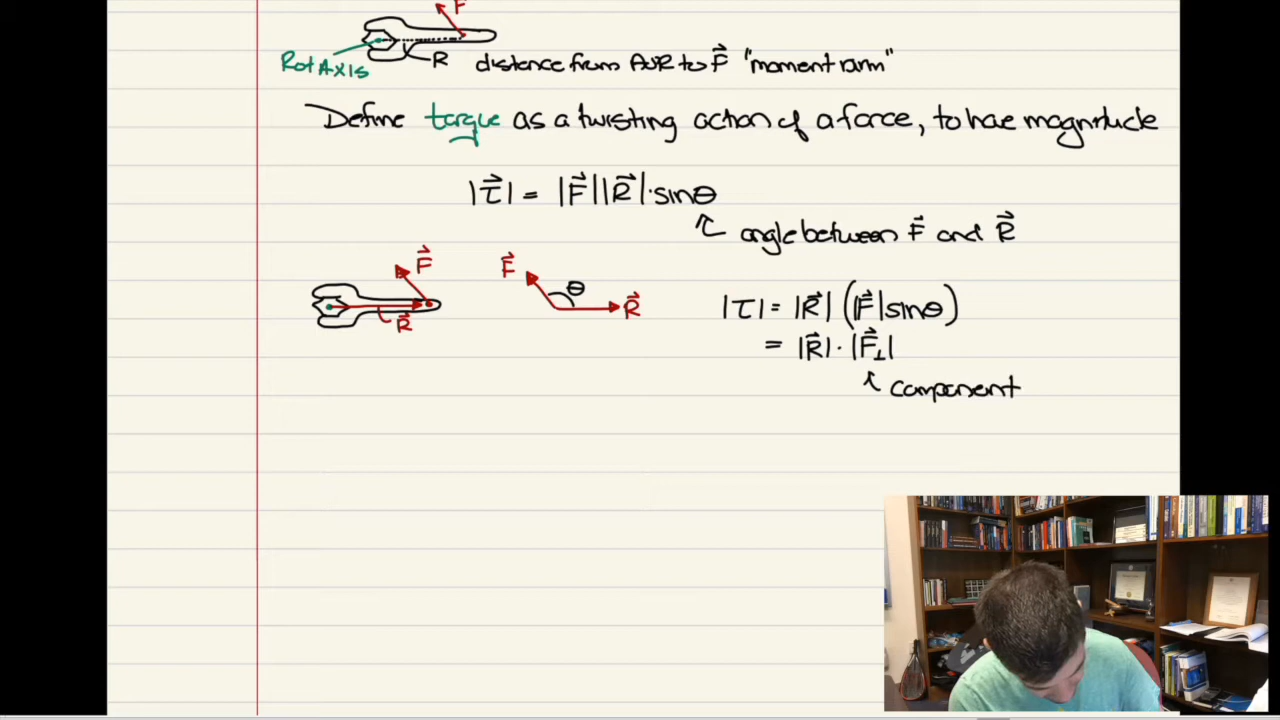 F
Rot AXIS
R distance from AOR to F⃗ "moment arm"
Define torque as a twisting action of a force, to have magnitude
|τ⃗| = |F⃗||R⃗|·sinθ
angle between F⃗ and R⃗
F⃗
R⃗
F⃗ θ R⃗
|τ| = |R⃗| (|F⃗|sinθ)
= |R⃗| · |F⃗⊥|
component